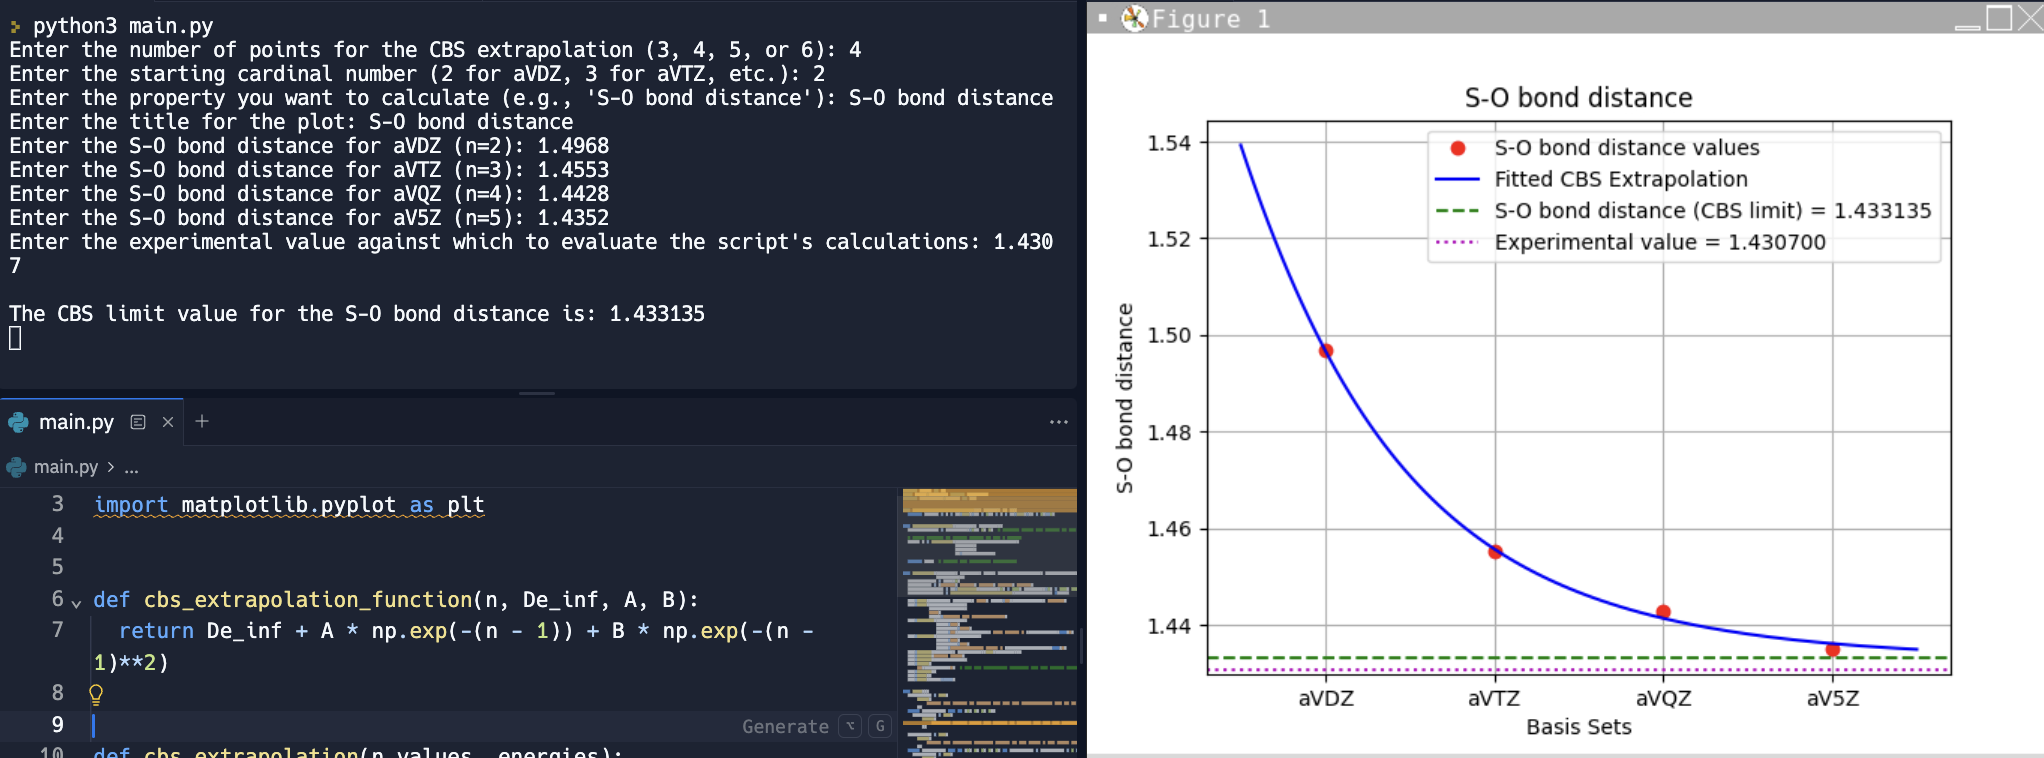 python3 main.py
Enter the number of points for the CBS extrapolation (3, 4, 5, or 6): 4
Enter the starting cardinal number (2 for aVDZ, 3 for aVTZ, etc.): 2
Enter the property you want to calculate (e.g., 'S-O bond distance'): S-O bond distance
Enter the title for the plot: S-O bond distance
Enter the S-O bond distance for aVDZ (n=2): 1.4968
Enter the S-O bond distance for aVTZ (n=3): 1.4553
Enter the S-O bond distance for aVQZ (n=4): 1.4428
Enter the S-O bond distance for aV5Z (n=5): 1.4352
Enter the experimental value against which to evaluate the script's calculations: 1.430
7
The CBS limit value for the S-O bond distance is: 1.433135
main.py
main.py > ...
3 import matplotlib.pyplot as plt
4
5
6 def cbs_extrapolation_function(n, De_inf, A, B):
7 return De_inf + A * np.exp(-(n - 1)) + B * np.exp(-(n -
1)**2)
8
9 Generate ⌥ G
10 def cbs_extrapolation(n_values, energies):
Figure 1
S-O bond distance
S-O bond distance values
Fitted CBS Extrapolation
S-O bond distance (CBS limit) = 1.433135
Experimental value = 1.430700
1.54
1.52
1.50
1.48
1.46
1.44
S-O bond distance
aVDZ aVTZ aVQZ aV5Z
Basis Sets